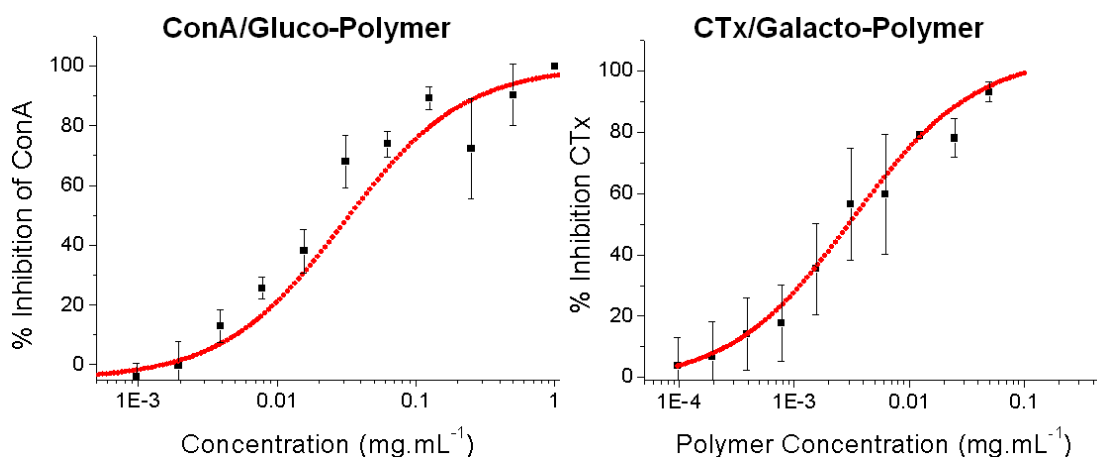 ConA/Gluco-Polymer
% Inhibition of ConA
100
80
60
40
20
0
1E-3
0.01
0.1
1
Concentration (mg.mL⁻¹)
CTx/Galacto-Polymer
% Inhibition CTx
100
80
60
40
20
0
1E-4
1E-3
0.01
0.1
Polymer Concentration (mg.mL⁻¹)